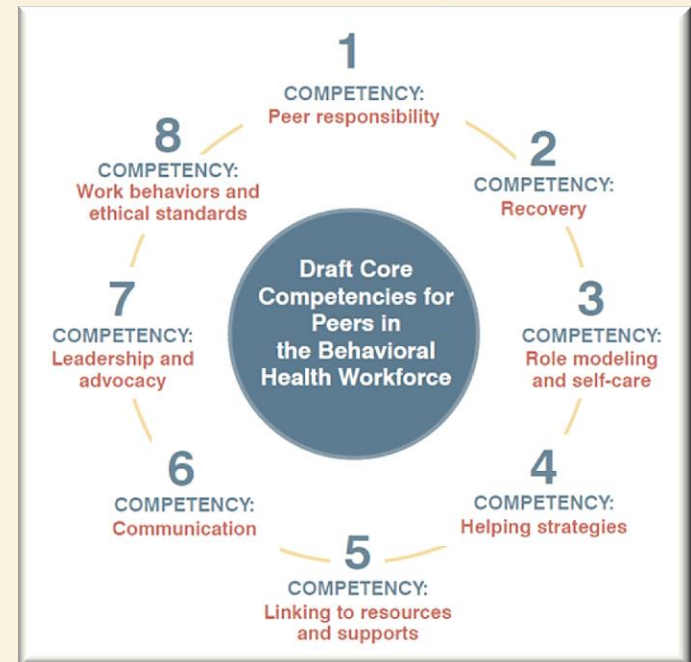 1
COMPETENCY:
Peer responsibility
2
COMPETENCY:
Recovery
3
COMPETENCY:
Role modeling
and self-care
4
COMPETENCY:
Helping strategies
5
COMPETENCY:
Linking to resources
and supports
6
COMPETENCY:
Communication
7
COMPETENCY:
Leadership and
advocacy
8
COMPETENCY:
Work behaviors and
ethical standards
Draft Core
Competencies for
Peers in
the Behavioral
Health Workforce